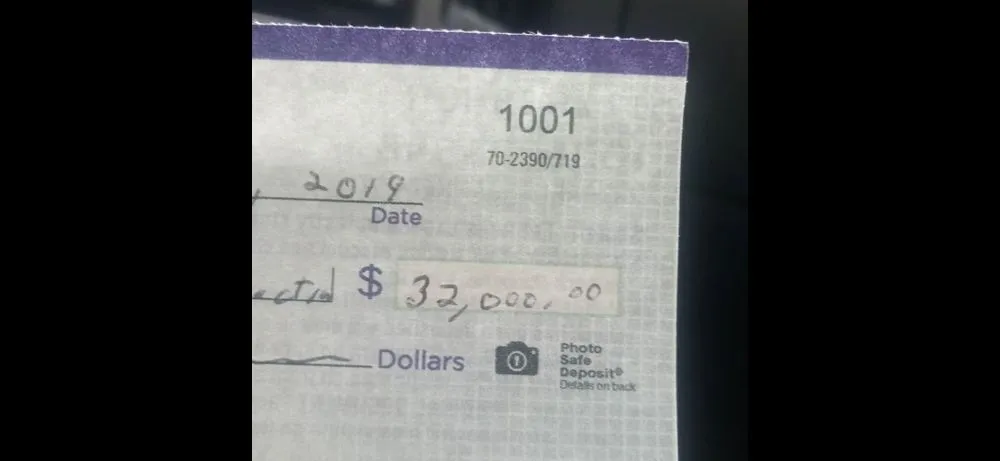 1001
70-2390/719
, 2019
Date
$ 32,000.00
Dollars
Photo
Safe
Deposit®
Details on back